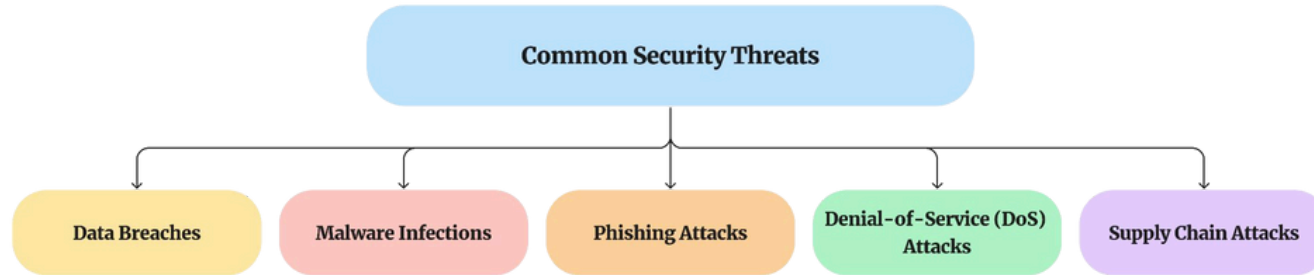 Common Security Threats
Data Breaches
Malware Infections
Phishing Attacks
Denial-of-Service (DoS)
Attacks
Supply Chain Attacks